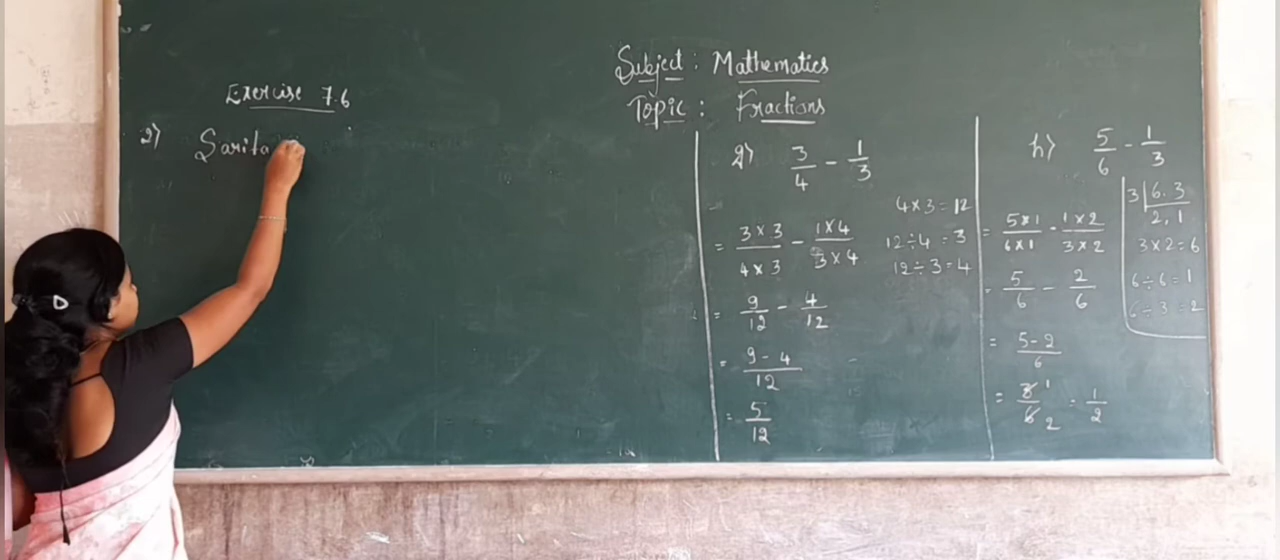 Subject : Mathematics
Topic : Fractions
Exercise 7.6
2) Sarita
g) 3/4 - 1/3
4 x 3 = 12
= 3 x 3 / 4 x 3 - 1 x 4 / 3 x 4
12 ÷ 4 = 3
12 ÷ 3 = 4
= 9/12 - 4/12
= 9 - 4 / 12
= 5/12
h) 5/6 - 1/3
3 | 6, 3
2, 1
= 5 x 1 / 6 x 1 - 1 x 2 / 3 x 2
3 x 2 = 6
= 5/6 - 2/6
6 ÷ 6 = 1
6 ÷ 3 = 2
= 5 - 2 / 6
= 3 1 / 6 2 = 1/2